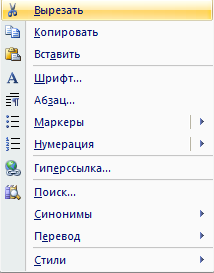 Вырезать
Копировать
Вставить
Шрифт...
Абзац...
Маркеры
Нумерация
Гиперссылка...
Поиск...
Синонимы
Перевод
Стили